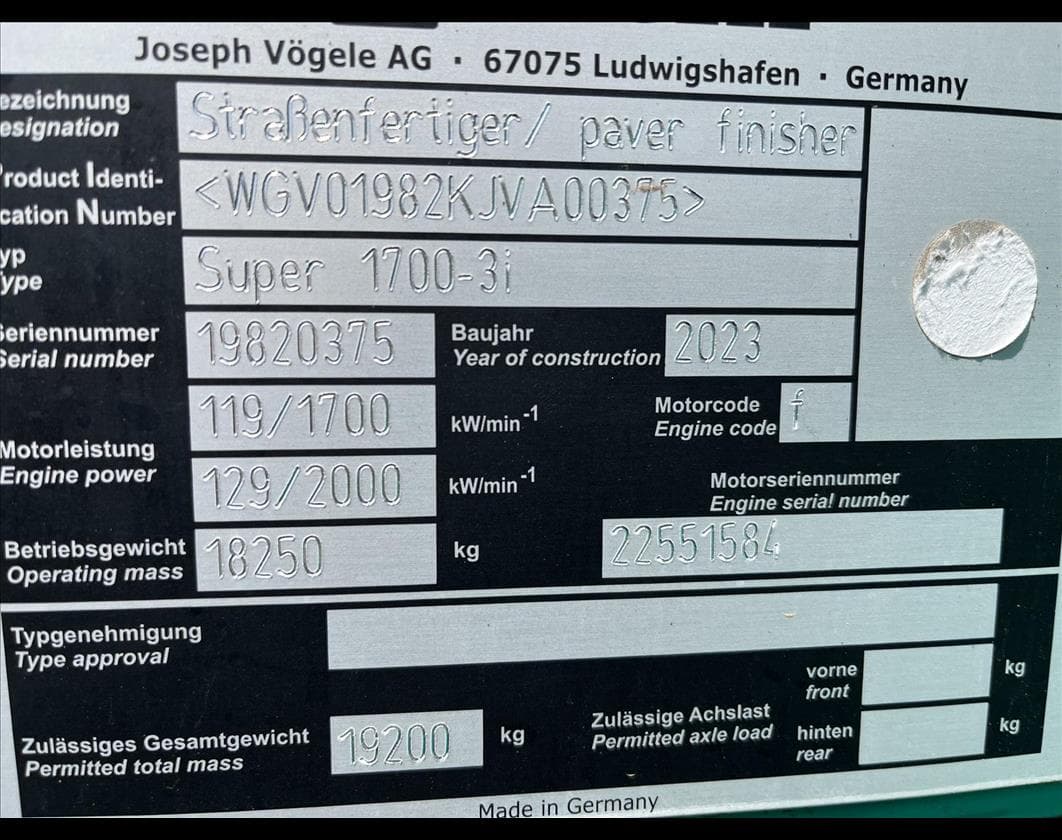 Joseph Vögele AG · 67075 Ludwigshafen · Germany
ezeichnung
esignation
Straßenfertiger/ paver finisher
roduct Identi-
cation Number
<WGV01982KJVA00375>
yp
ype
Super 1700-3i
Seriennummer
Serial number
19820375
Baujahr
Year of construction
2023
Motorleistung
Engine power
119/1700
kW/min-1
Motorcode
Engine code
f
129/2000
kW/min-1
Motorseriennummer
Engine serial number
22551584
Betriebsgewicht
Operating mass
18250
kg
Typgenehmigung
Type approval
Zulässiges Gesamtgewicht
Permitted total mass
19200
kg
Zulässige Achslast
Permitted axle load
vorne
front
kg
hinten
rear
kg
Made in Germany